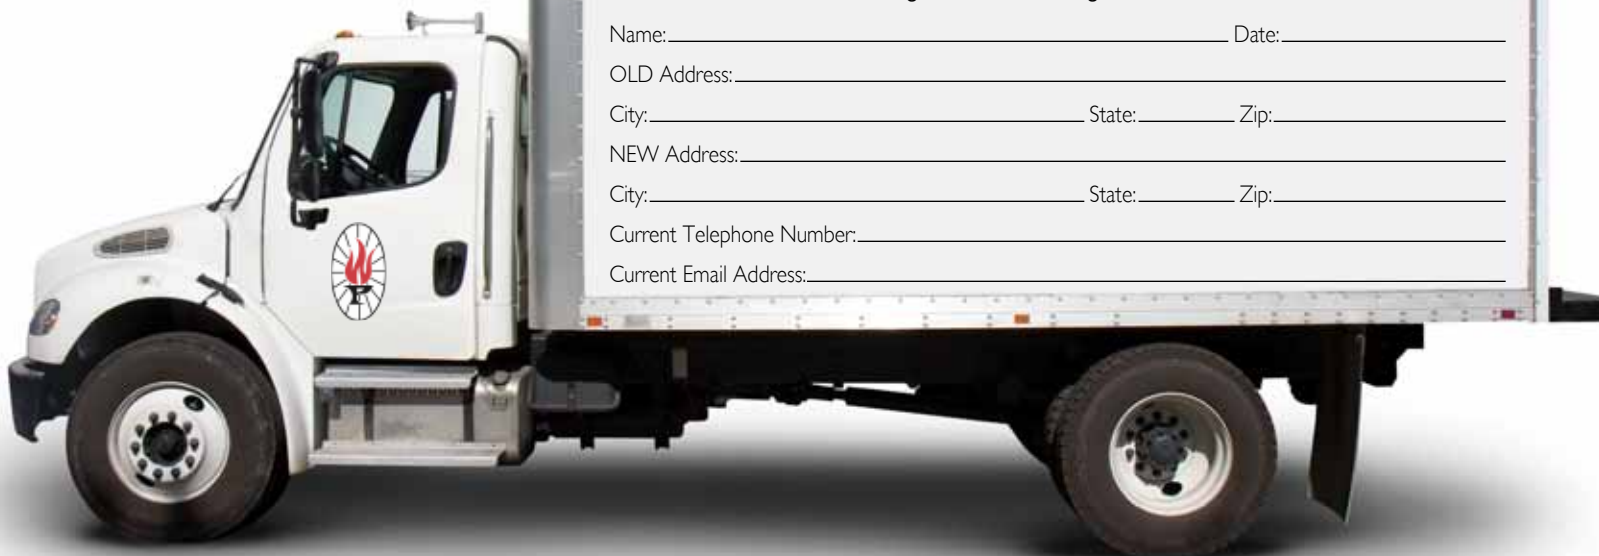 Name: Date:
OLD Address:
City: State: Zip:
NEW Address:
City: State: Zip:
Current Telephone Number:
Current Email Address: